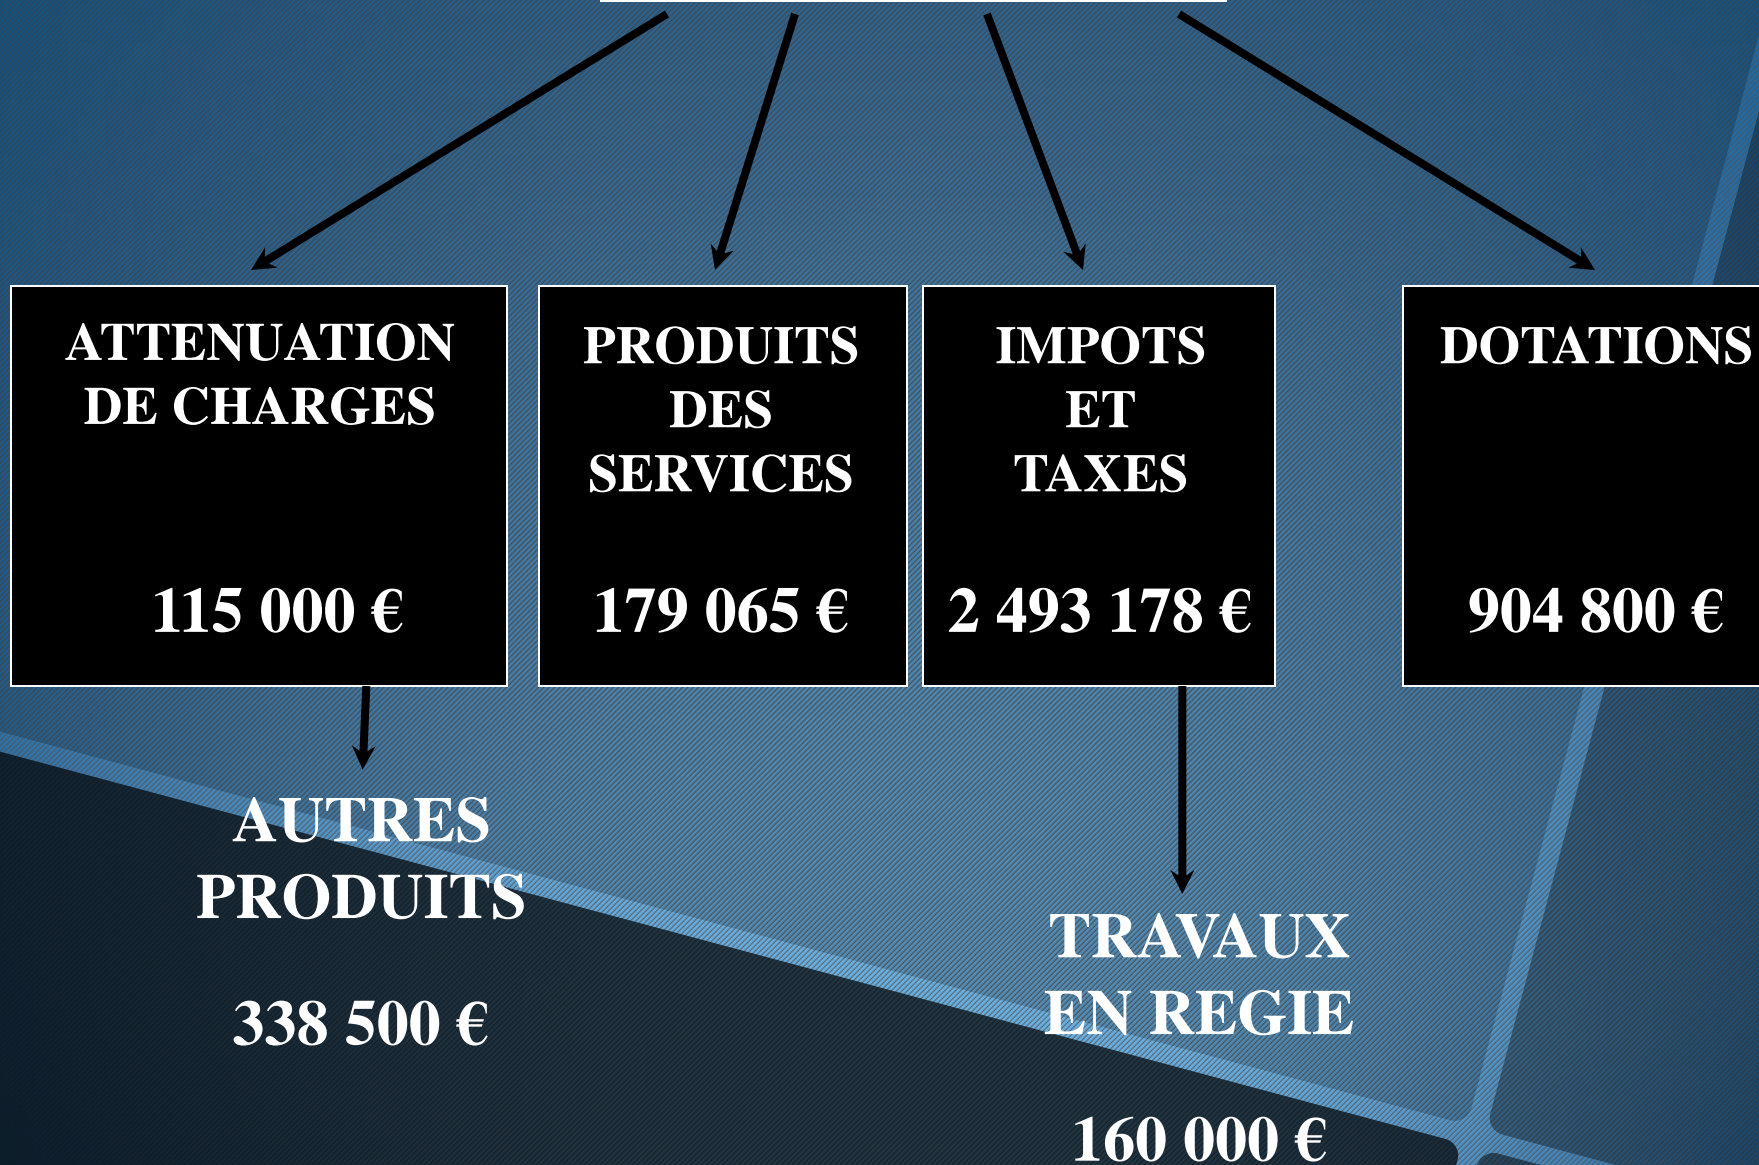 ATTENUATION
DE CHARGES
115 000 €
PRODUITS
DES
SERVICES
179 065 €
IMPOTS
ET
TAXES
2 493 178 €
DOTATIONS
904 800 €
AUTRES
PRODUITS
338 500 €
TRAVAUX
EN REGIE
160 000 €